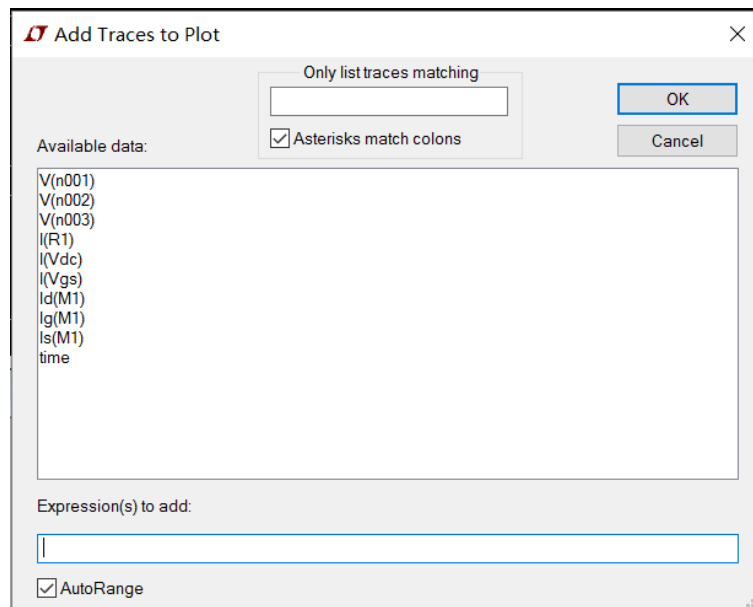 Add Traces to Plot
Only list traces matching
OK
Asterisks match colons
Cancel
Available data:
V(n001)
V(n002)
V(n003)
I(R1)
I(Vdc)
I(Vgs)
Id(M1)
Ig(M1)
Is(M1)
time
Expression(s) to add:
AutoRange